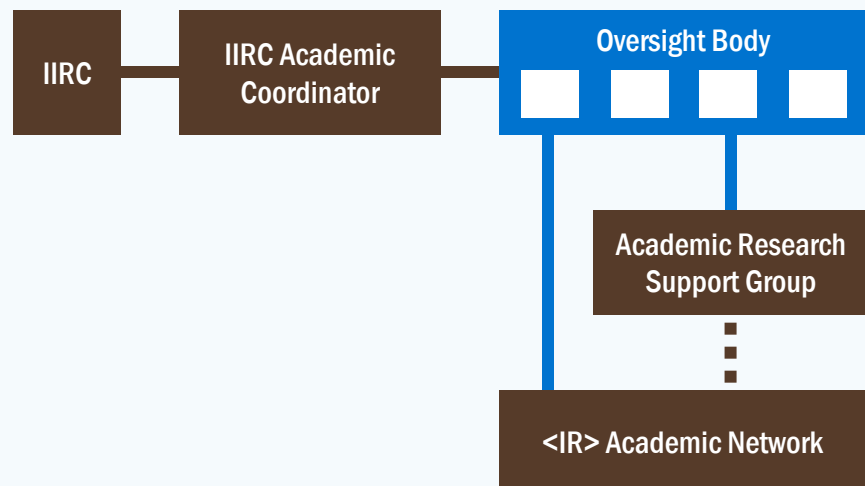 IIRC
IIRC Academic
Coordinator
Oversight Body
Academic Research
Support Group
<IR> Academic Network